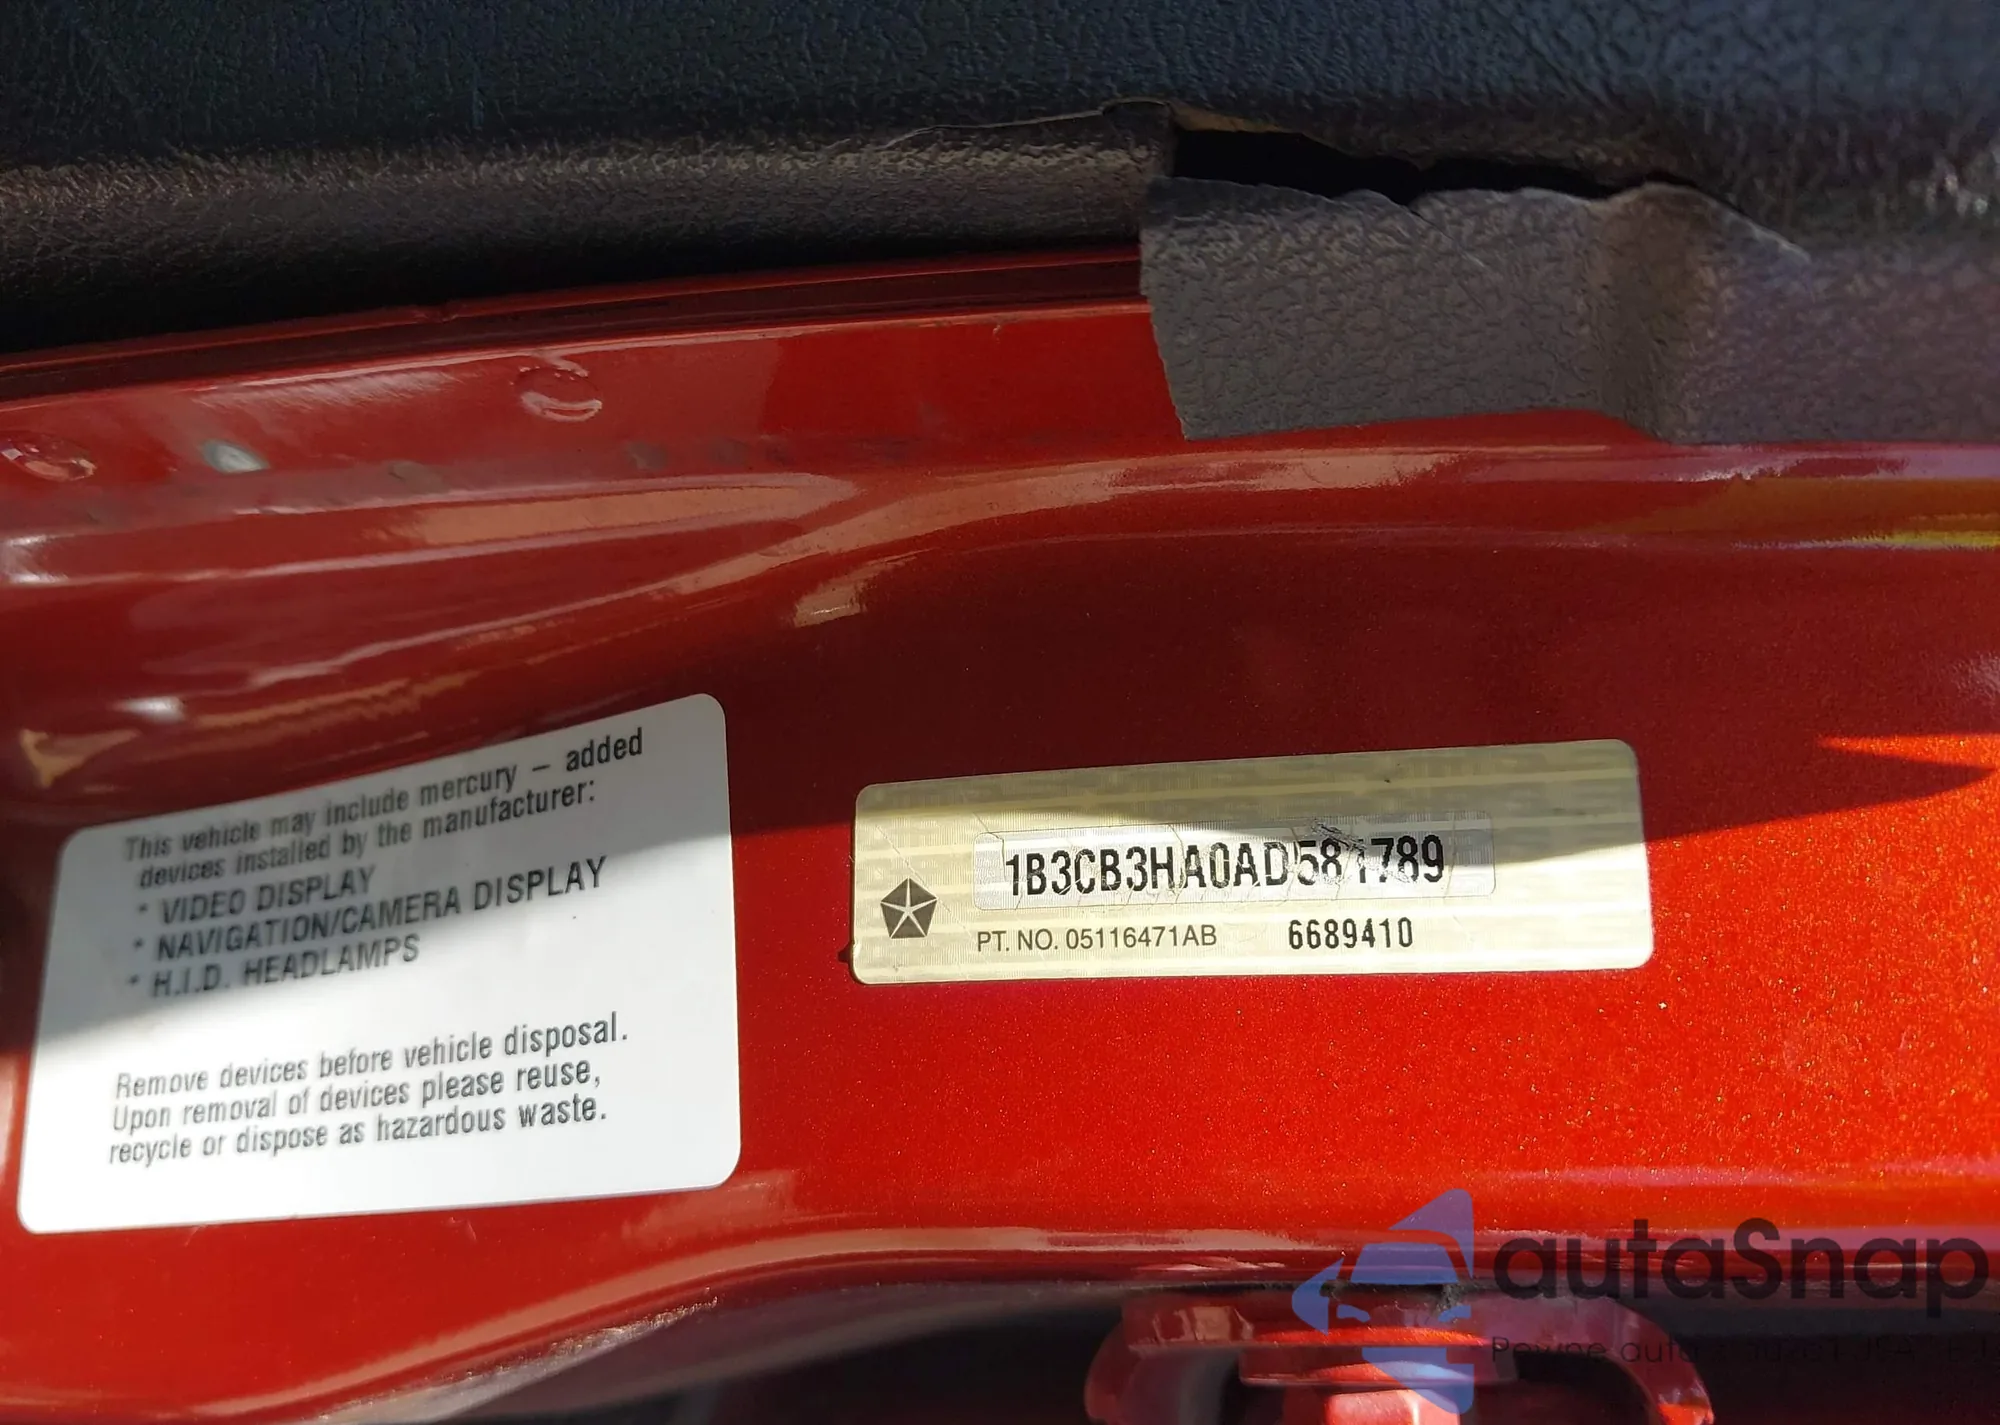 This vehicle may include mercury – added
devices installed by the manufacturer:
* VIDEO DISPLAY
* NAVIGATION/CAMERA DISPLAY
* H.I.D. HEADLAMPS
Remove devices before vehicle disposal.
Upon removal of devices please reuse,
recycle or dispose as hazardous waste.
1B3CB3HA0AD581789
PT. NO. 05116471AB 6689410
autaSnap
Pewne auta z